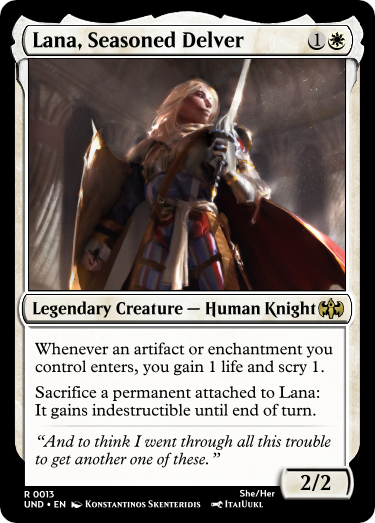 Lana, Seasoned Delver 1
Legendary Creature — Human Knight
Whenever an artifact or enchantment you
control enters, you gain 1 life and scry 1.
Sacrifice a permanent attached to Lana:
It gains indestructible until end of turn.
“And to think I went through all this trouble
to get another one of these.”
2/2
R 0013 She/Her
UND • EN Konstantinos Skenteridis ItaiUukl